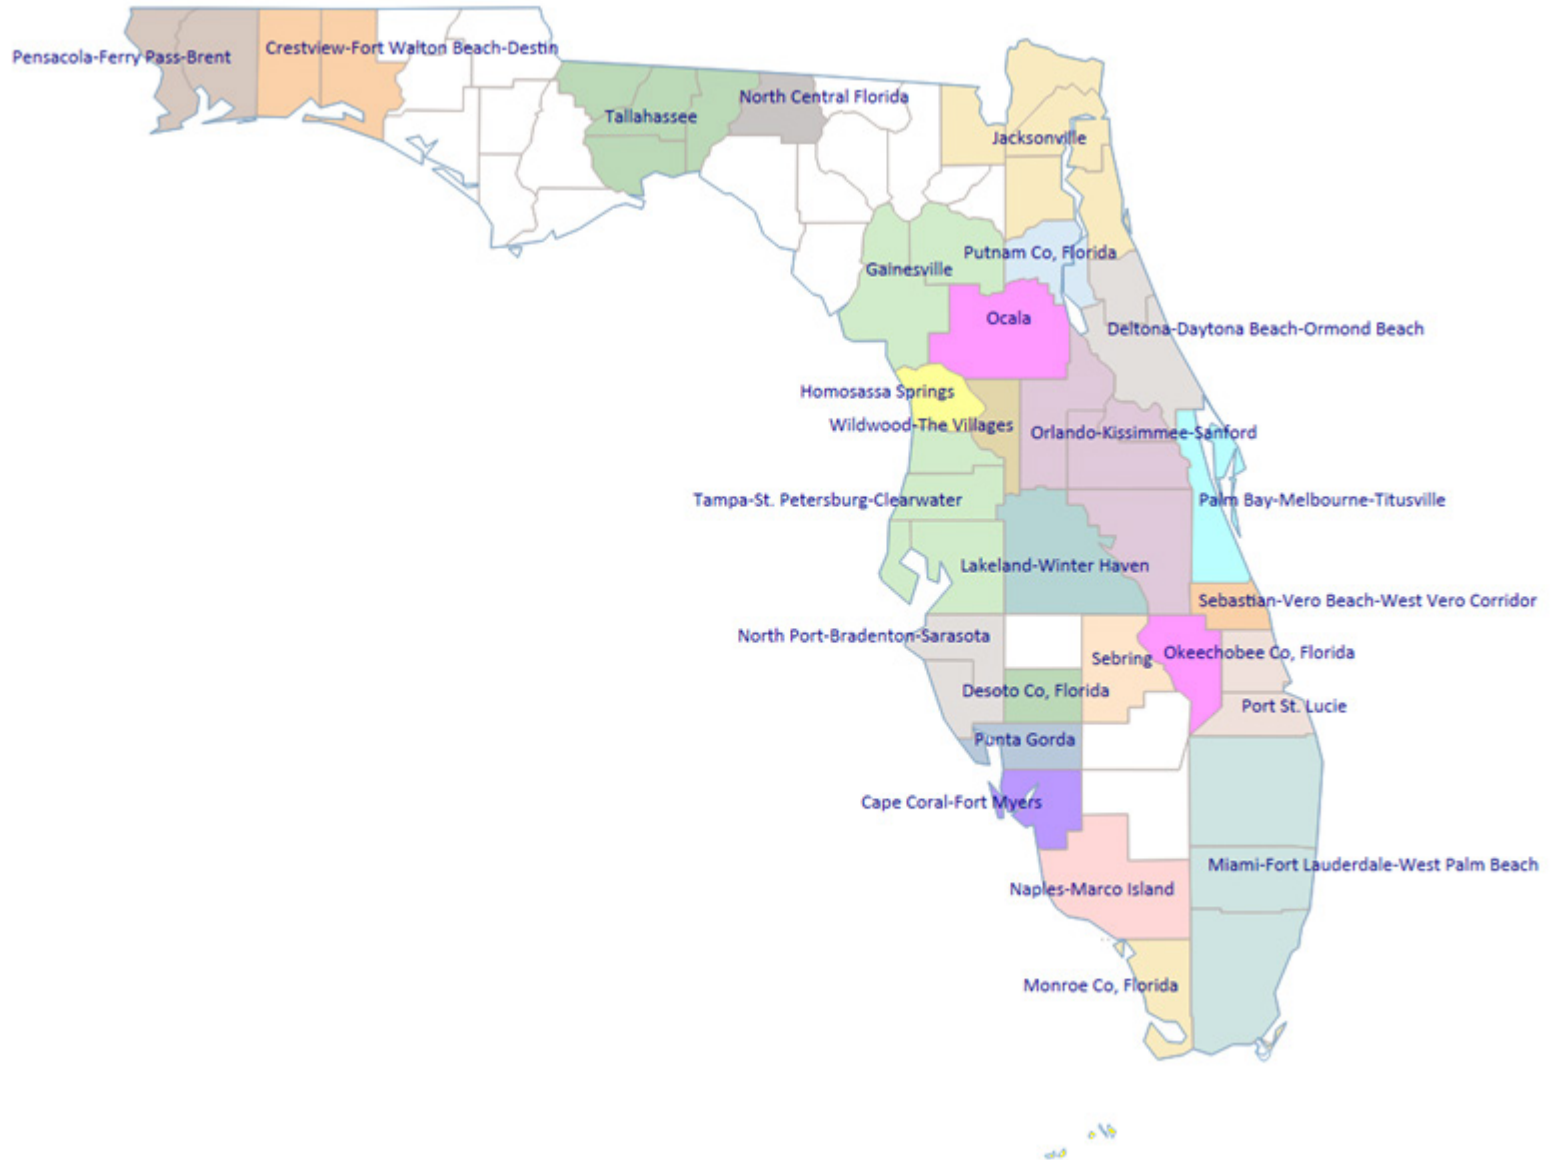 Pensacola-Ferry Pass-Brent
Crestview-Fort Walton Beach-Destin
Tallahassee
North Central Florida
Jacksonville
Putnam Co, Florida
Gainesville
Ocala
Deltona-Daytona Beach-Ormond Beach
Homosassa Springs
Wildwood-The Villages
Orlando-Kissimmee-Sanford
Tampa-St. Petersburg-Clearwater
Palm Bay-Melbourne-Titusville
Lakeland-Winter Haven
Sebastian-Vero Beach-West Vero Corridor
North Port-Bradenton-Sarasota
Sebring
Okeechobee Co, Florida
Desoto Co, Florida
Port St. Lucie
Punta Gorda
Cape Coral-Fort Myers
Miami-Fort Lauderdale-West Palm Beach
Naples-Marco Island
Monroe Co, Florida